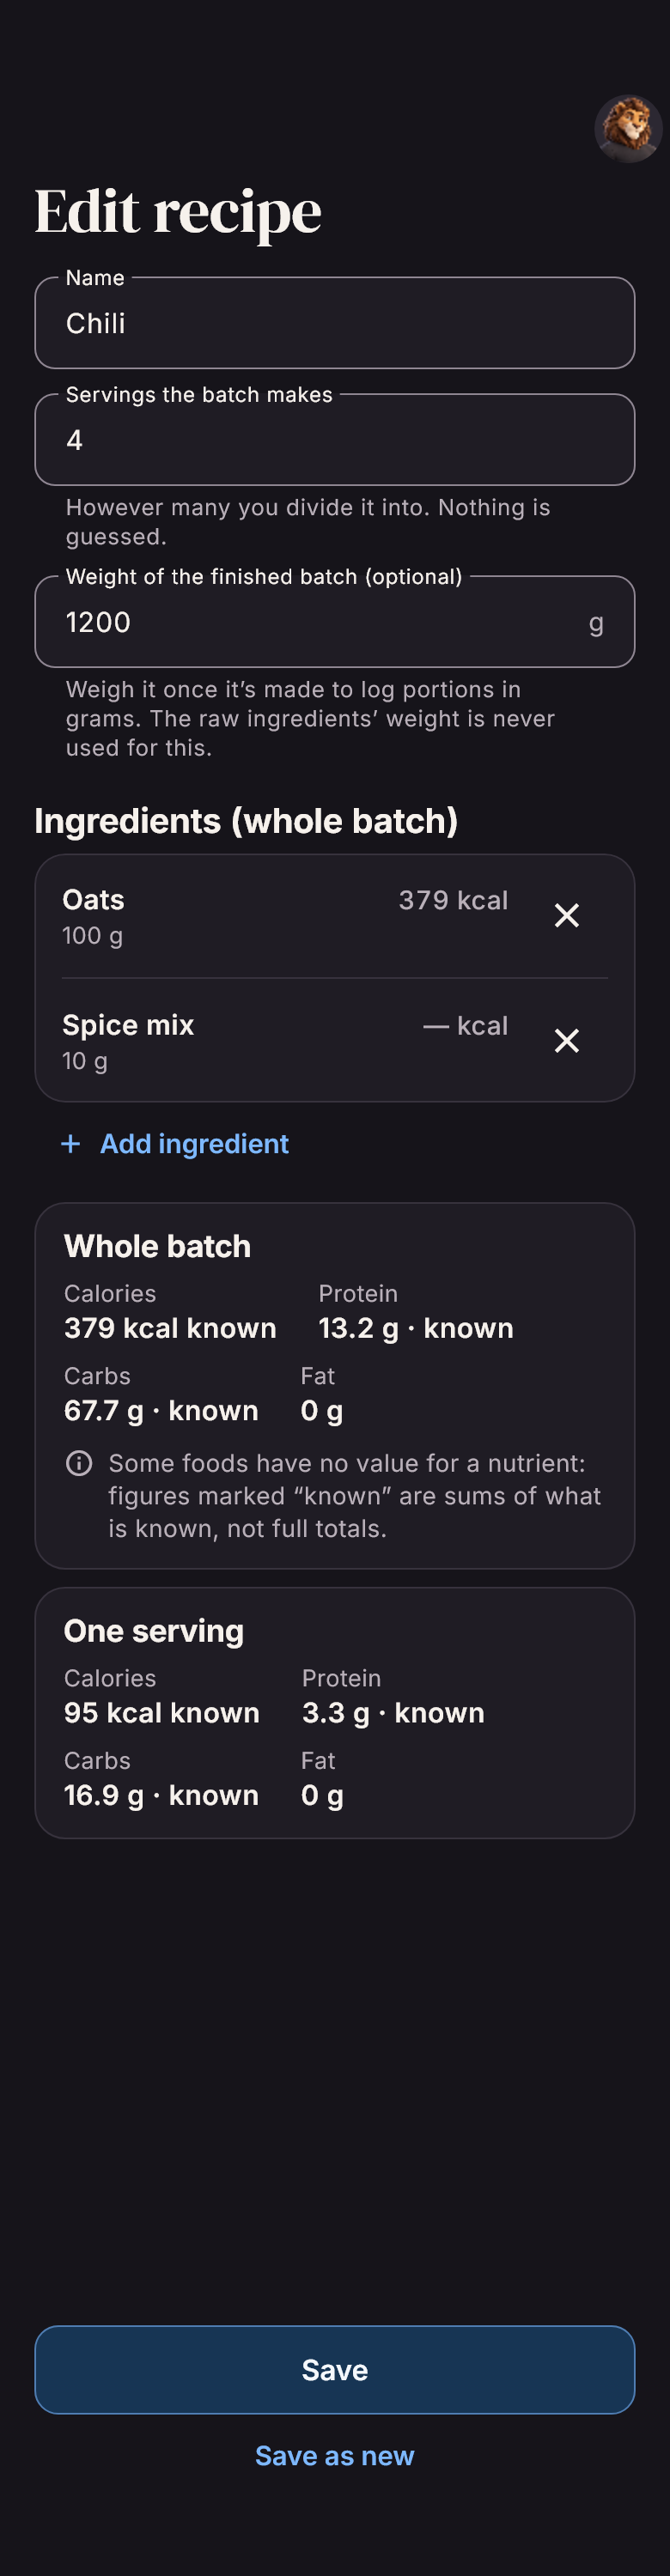 Edit recipe
Name
Chili
Servings the batch makes
4
However many you divide it into. Nothing is
guessed.
Weight of the finished batch (optional)
1200 g
Weigh it once it’s made to log portions in
grams. The raw ingredients’ weight is never
used for this.
Ingredients (whole batch)
Oats 379 kcal
100 g
Spice mix — kcal
10 g
+ Add ingredient
Whole batch
Calories Protein
379 kcal known 13.2 g · known
Carbs Fat
67.7 g · known 0 g
Some foods have no value for a nutrient:
figures marked “known” are sums of what
is known, not full totals.
One serving
Calories Protein
95 kcal known 3.3 g · known
Carbs Fat
16.9 g · known 0 g
Save
Save as new